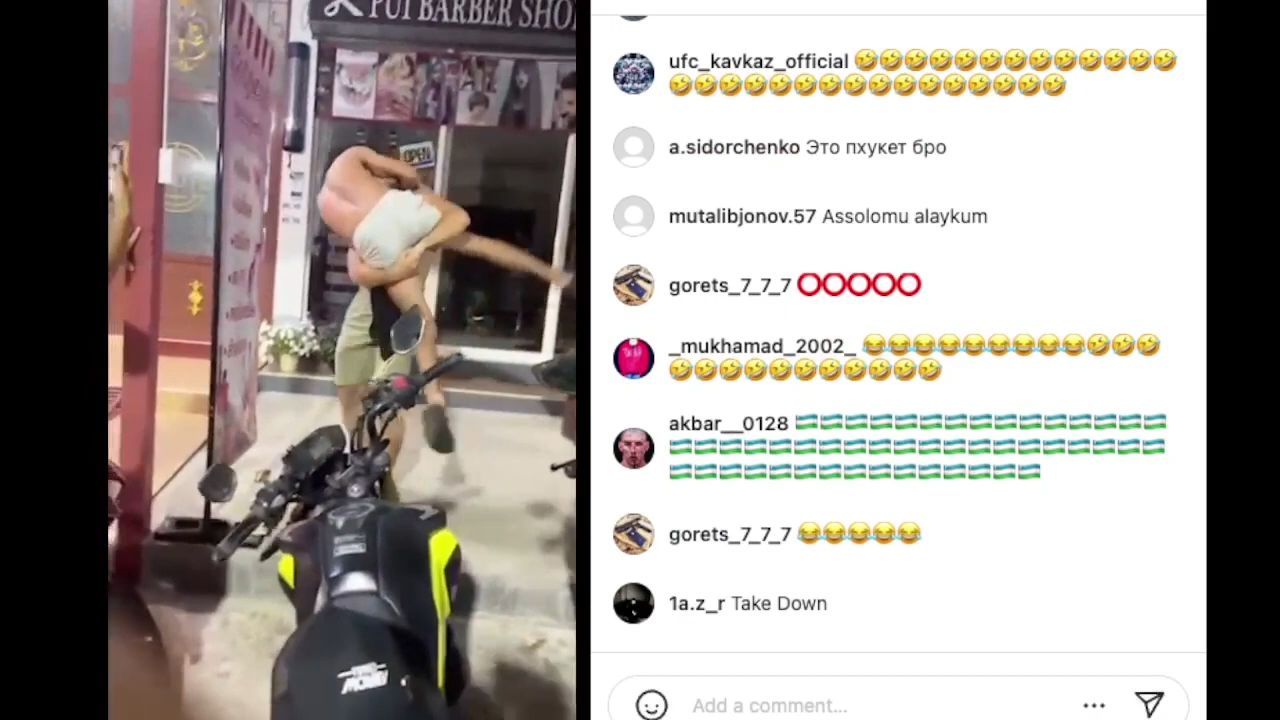 PUI BARBER SHO
OPEN
ufc_kavkaz_official
a.sidorchenko Это пхукет бро
mutalibjonov.57 Assolomu alaykum
gorets_7_7_7
_mukhamad_2002_
akbar__0128
gorets_7_7_7
1a.z_r Take Down
Add a comment...